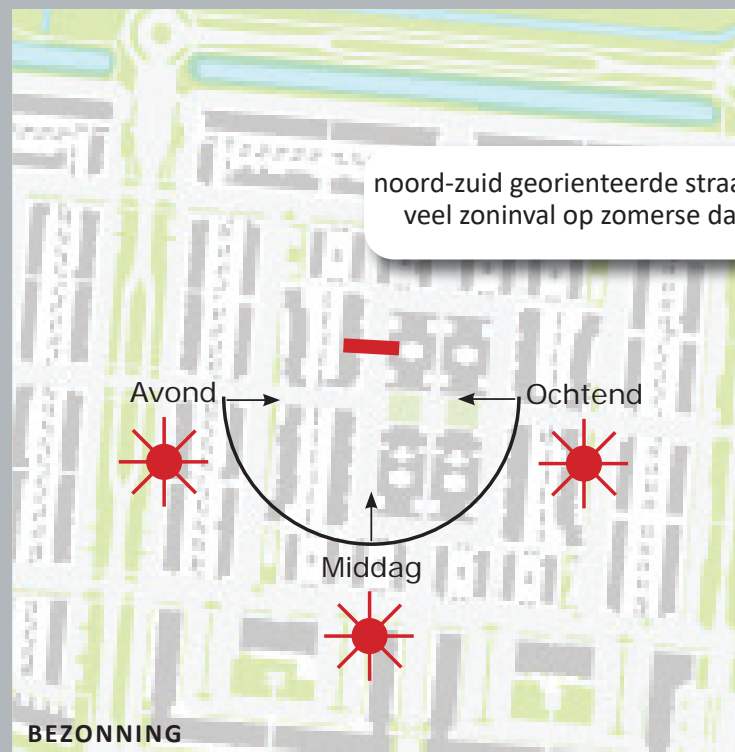 noord-zuid georienteerde straa
veel zoninval op zomerse da
Avond
Ochtend
Middag
BEZONNING